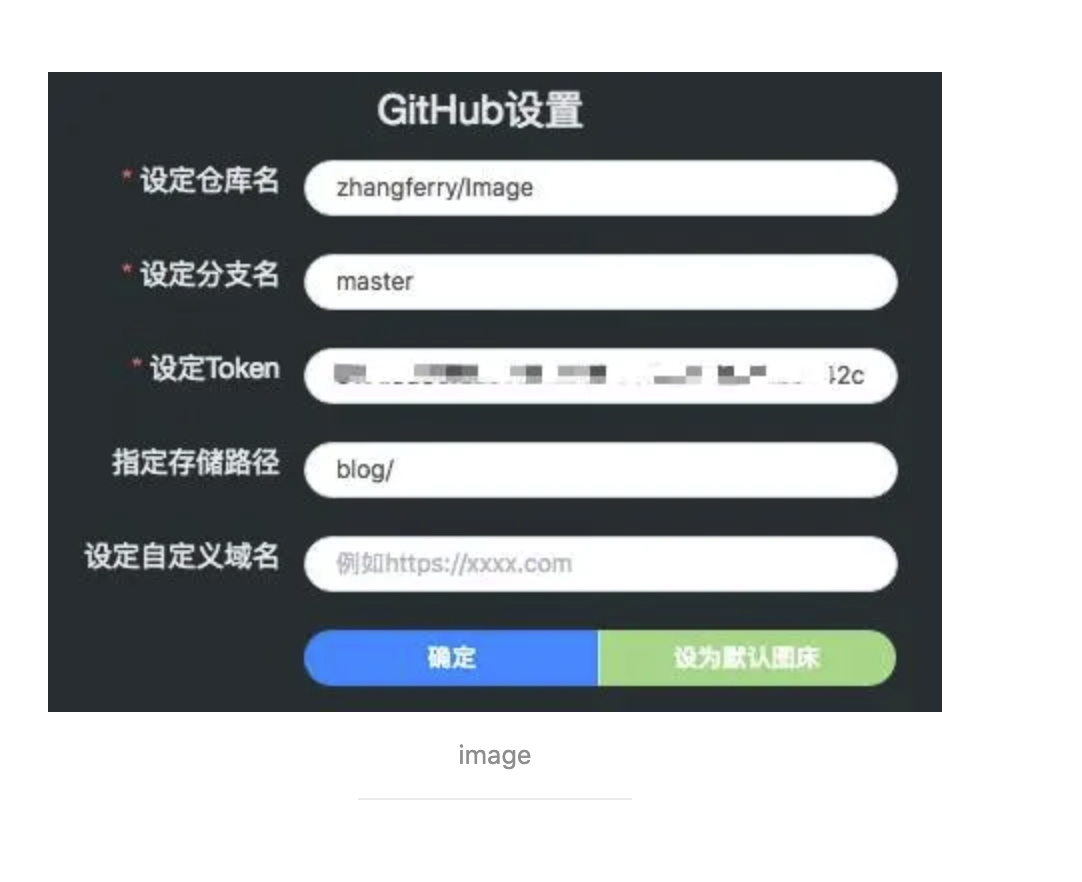 GitHub设置
* 设定仓库名 zhangferry/Image
* 设定分支名 master
* 设定Token 42c
指定存储路径 blog/
设定自定义域名 例如https://xxxx.com
确定 设为默认图床
image